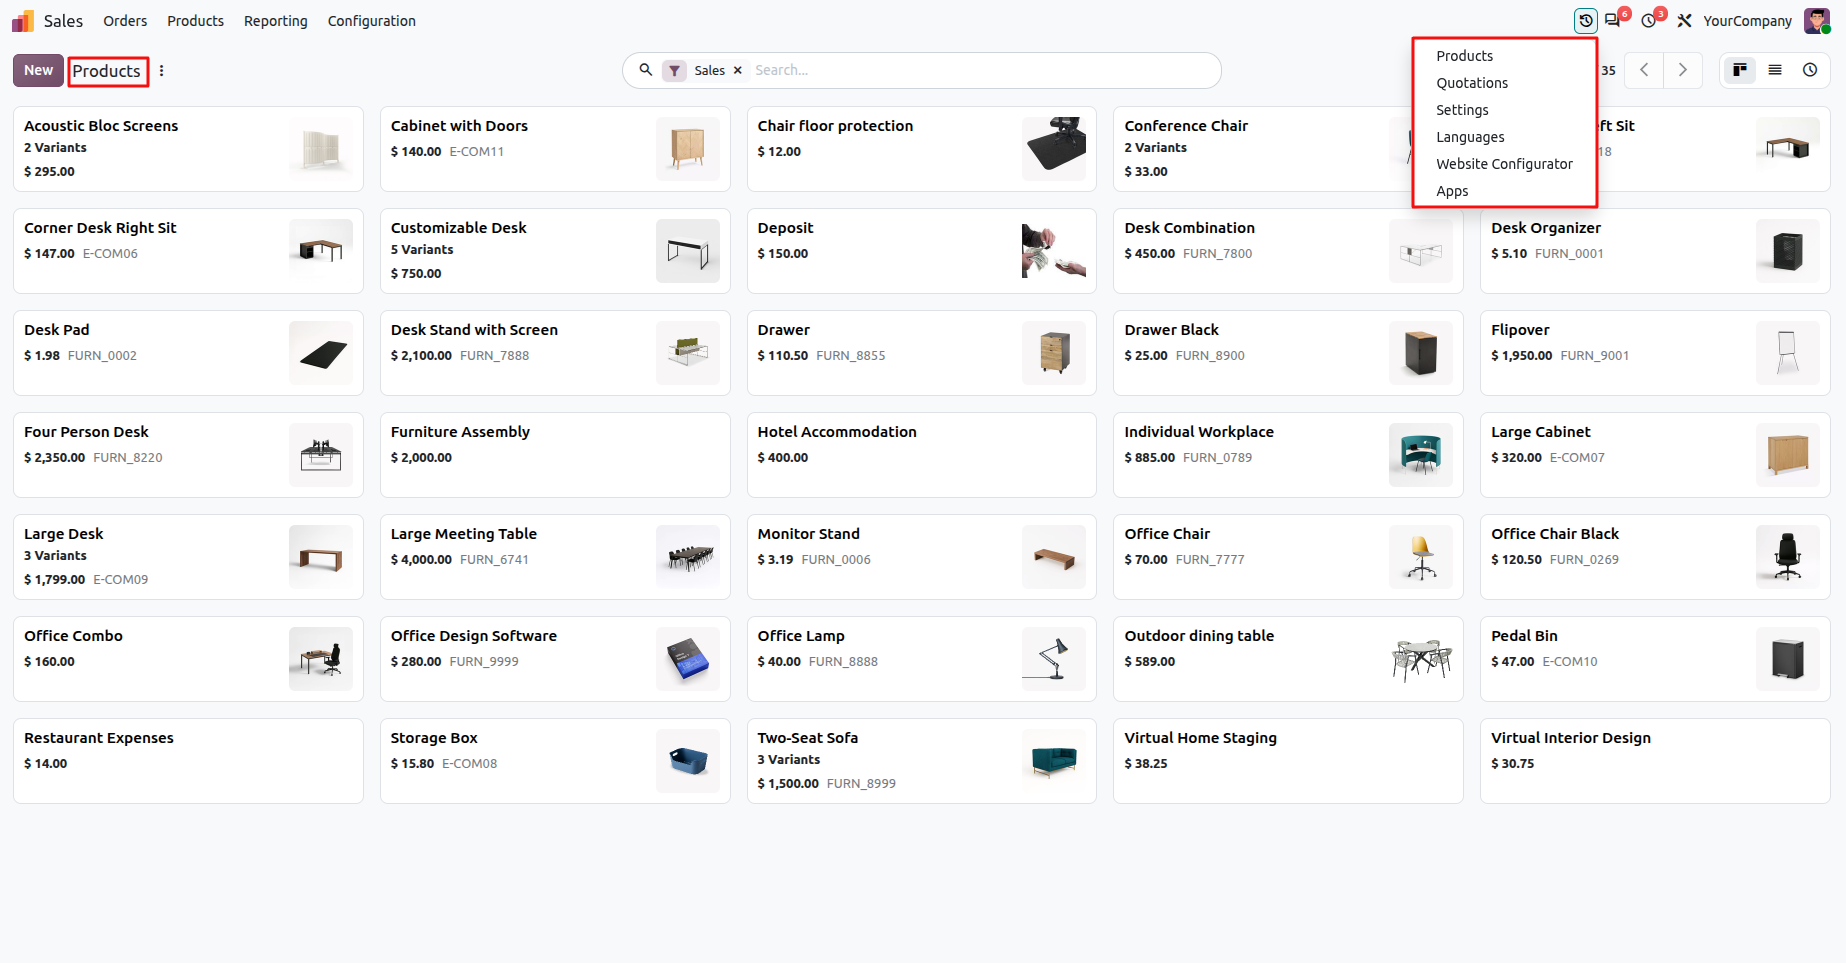 Sales Orders Products Reporting Configuration 6 3 YourCompany
New Products Sales Search... 35
Products
Quotations
Settings
Languages
Website Configurator
Apps
Acoustic Bloc Screens
2 Variants
$ 295.00
Cabinet with Doors
$ 140.00 E-COM11
Chair floor protection
$ 12.00
Conference Chair
2 Variants
$ 33.00
Sit
18
Corner Desk Right Sit
$ 147.00 E-COM06
Customizable Desk
5 Variants
$ 750.00
Deposit
$ 150.00
Desk Combination
$ 450.00 FURN_7800
Desk Organizer
$ 5.10 FURN_0001
Desk Pad
$ 1.98 FURN_0002
Desk Stand with Screen
$ 2,100.00 FURN_7888
Drawer
$ 110.50 FURN_8855
Drawer Black
$ 25.00 FURN_8900
Flipover
$ 1,950.00 FURN_9001
Four Person Desk
$ 2,350.00 FURN_8220
Furniture Assembly
$ 2,000.00
Hotel Accommodation
$ 400.00
Individual Workplace
$ 885.00 FURN_0789
Large Cabinet
$ 320.00 E-COM07
Large Desk
3 Variants
$ 1,799.00 E-COM09
Large Meeting Table
$ 4,000.00 FURN_6741
Monitor Stand
$ 3.19 FURN_0006
Office Chair
$ 70.00 FURN_7777
Office Chair Black
$ 120.50 FURN_0269
Office Combo
$ 160.00
Office Design Software
$ 280.00 FURN_9999
Office Lamp
$ 40.00 FURN_8888
Outdoor dining table
$ 589.00
Pedal Bin
$ 47.00 E-COM10
Restaurant Expenses
$ 14.00
Storage Box
$ 15.80 E-COM08
Two-Seat Sofa
3 Variants
$ 1,500.00 FURN_8999
Virtual Home Staging
$ 38.25
Virtual Interior Design
$ 30.75